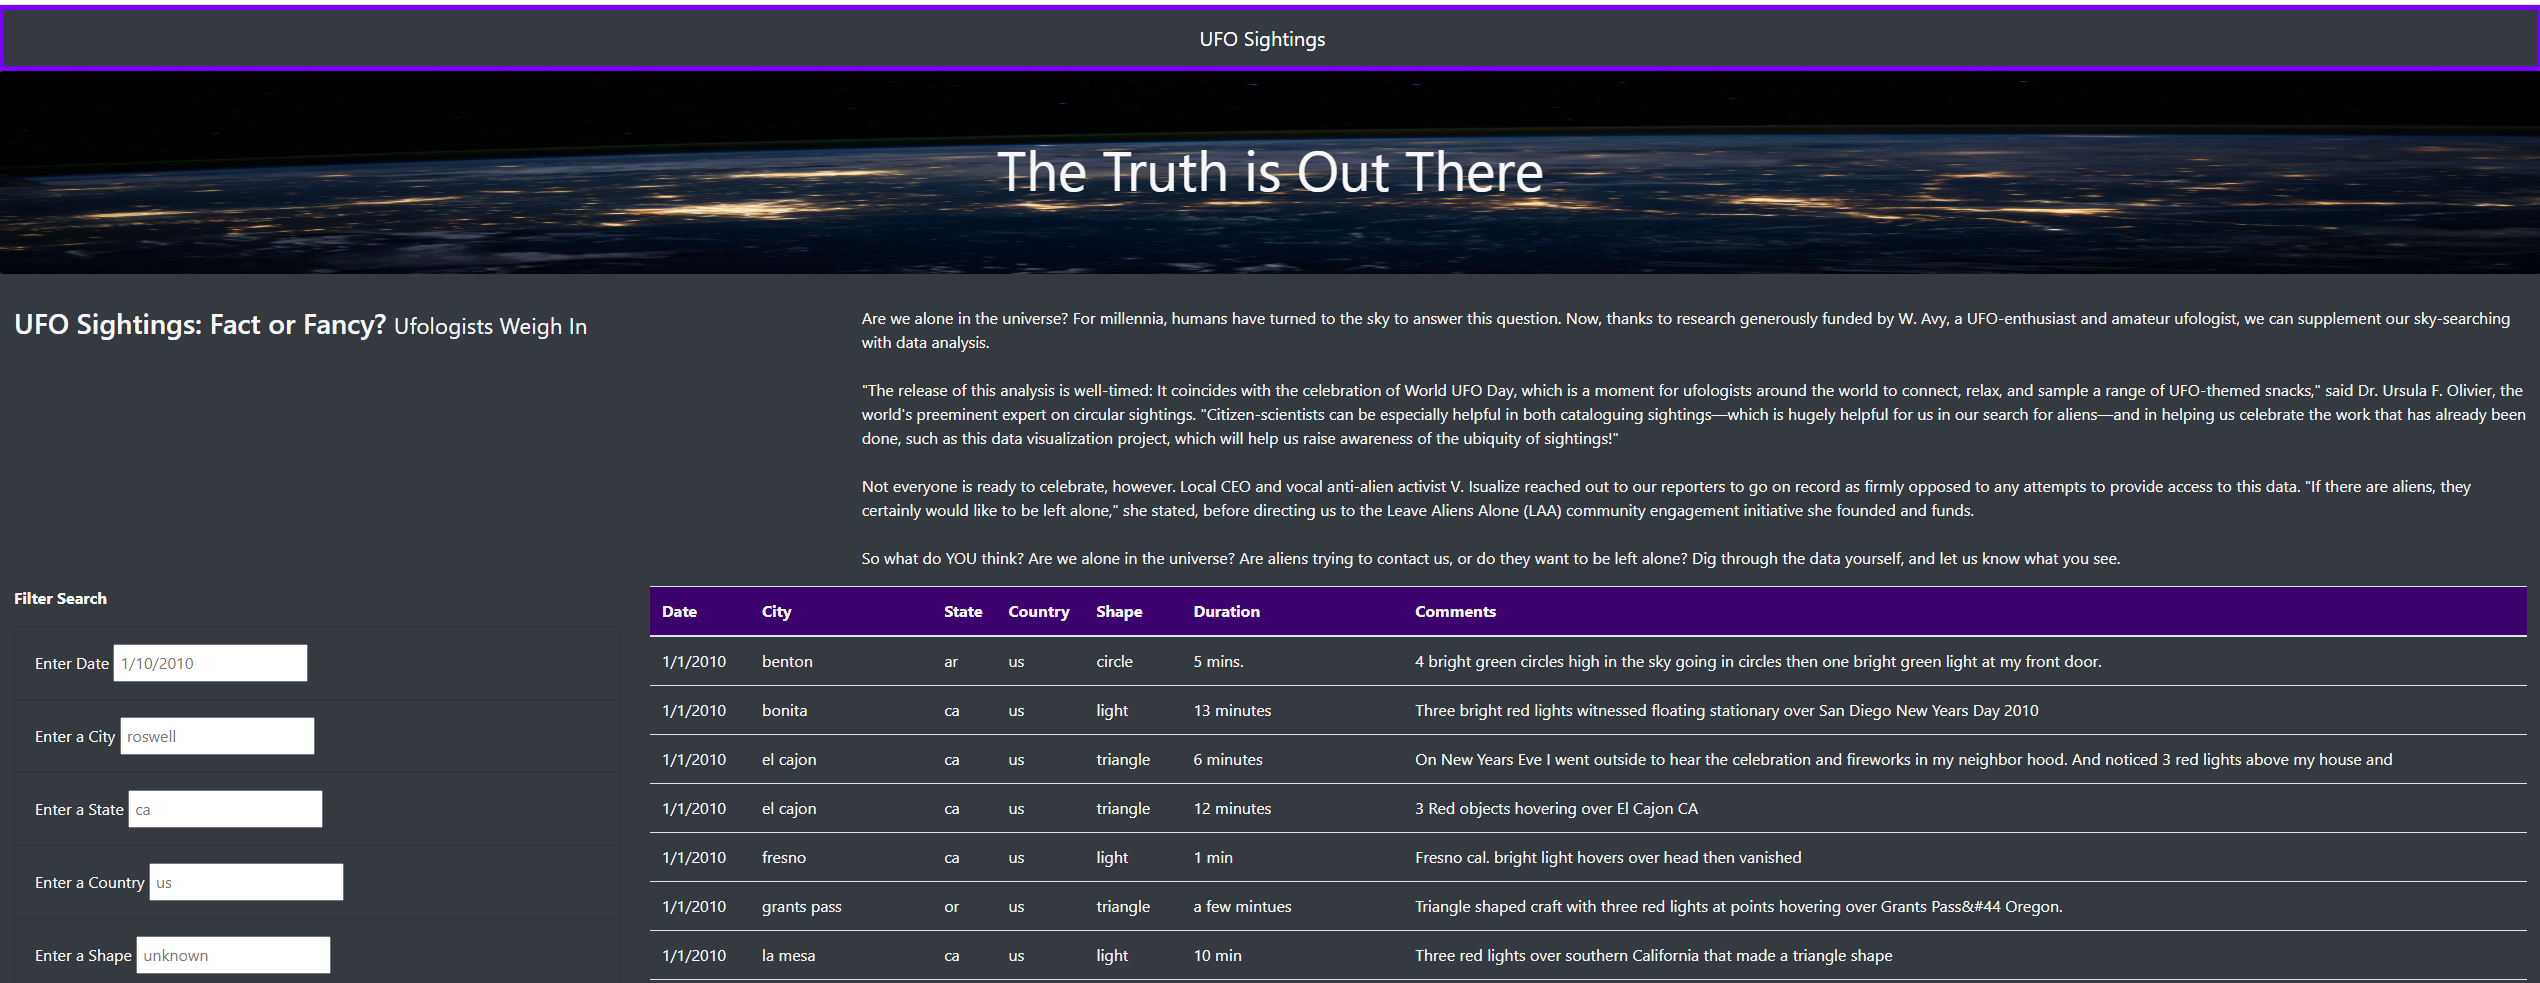 UFO Sightings
The Truth is Out There
UFO Sightings: Fact or Fancy? Ufologists Weigh In
Are we alone in the universe? For millennia, humans have turned to the sky to answer this question. Now, thanks to research generously funded by W. Avy, a UFO-enthusiast and amateur ufologist, we can supplement our sky-searching
with data analysis.
"The release of this analysis is well-timed: It coincides with the celebration of World UFO Day, which is a moment for ufologists around the world to connect, relax, and sample a range of UFO-themed snacks," said Dr. Ursula F. Olivier, the
world's preeminent expert on circular sightings. "Citizen-scientists can be especially helpful in both cataloguing sightings—which is hugely helpful for us in our search for aliens—and in helping us celebrate the work that has already been
done, such as this data visualization project, which will help us raise awareness of the ubiquity of sightings!"
Not everyone is ready to celebrate, however. Local CEO and vocal anti-alien activist V. Isualize reached out to our reporters to go on record as firmly opposed to any attempts to provide access to this data. "If there are aliens, they
certainly would like to be left alone," she stated, before directing us to the Leave Aliens Alone (LAA) community engagement initiative she founded and funds.
So what do YOU think? Are we alone in the universe? Are aliens trying to contact us, or do they want to be left alone? Dig through the data yourself, and let us know what you see.
Filter Search
Enter Date 1/10/2010
Enter a City roswell
Enter a State ca
Enter a Country us
Enter a Shape unknown
Date City State Country Shape Duration Comments
1/1/2010 benton ar us circle 5 mins. 4 bright green circles high in the sky going in circles then one bright green light at my front door.
1/1/2010 bonita ca us light 13 minutes Three bright red lights witnessed floating stationary over San Diego New Years Day 2010
1/1/2010 el cajon ca us triangle 6 minutes On New Years Eve I went outside to hear the celebration and fireworks in my neighbor hood. And noticed 3 red lights above my house and
1/1/2010 el cajon ca us triangle 12 minutes 3 Red objects hovering over El Cajon CA
1/1/2010 fresno ca us light 1 min Fresno cal. bright light hovers over head then vanished
1/1/2010 grants pass or us triangle a few mintues Triangle shaped craft with three red lights at points hovering over Grants Pass&#44 Oregon.
1/1/2010 la mesa ca us light 10 min Three red lights over southern California that made a triangle shape